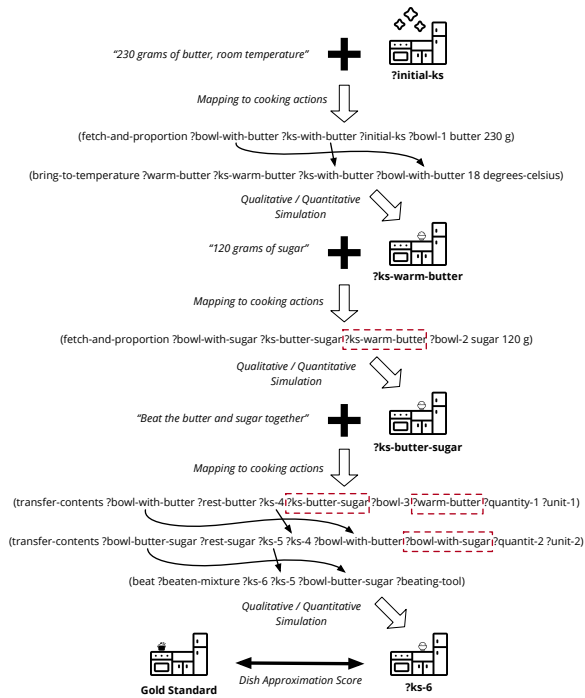 “230 grams of butter, room temperature”
?initial-ks
Mapping to cooking actions
(fetch-and-proportion ?bowl-with-butter ?ks-with-butter ?initial-ks ?bowl-1 butter 230 g)
(bring-to-temperature ?warm-butter ?ks-warm-butter ?ks-with-butter ?bowl-with-butter 18 degrees-celsius)
Qualitative / Quantitative
Simulation
“120 grams of sugar”
?ks-warm-butter
Mapping to cooking actions
(fetch-and-proportion ?bowl-with-sugar ?ks-butter-sugar ?ks-warm-butter ?bowl-2 sugar 120 g)
Qualitative / Quantitative
Simulation
“Beat the butter and sugar together”
?ks-butter-sugar
Mapping to cooking actions
(transfer-contents ?bowl-with-butter ?rest-butter ?ks-4 ?ks-butter-sugar ?bowl-3 ?warm-butter ?quantity-1 ?unit-1)
(transfer-contents ?bowl-butter-sugar ?rest-sugar ?ks-5 ?ks-4 ?bowl-with-butter ?bowl-with-sugar ?quantit-2 ?unit-2)
(beat ?beaten-mixture ?ks-6 ?ks-5 ?bowl-butter-sugar ?beating-tool)
Qualitative / Quantitative
Simulation
Gold Standard
Dish Approximation Score
?ks-6